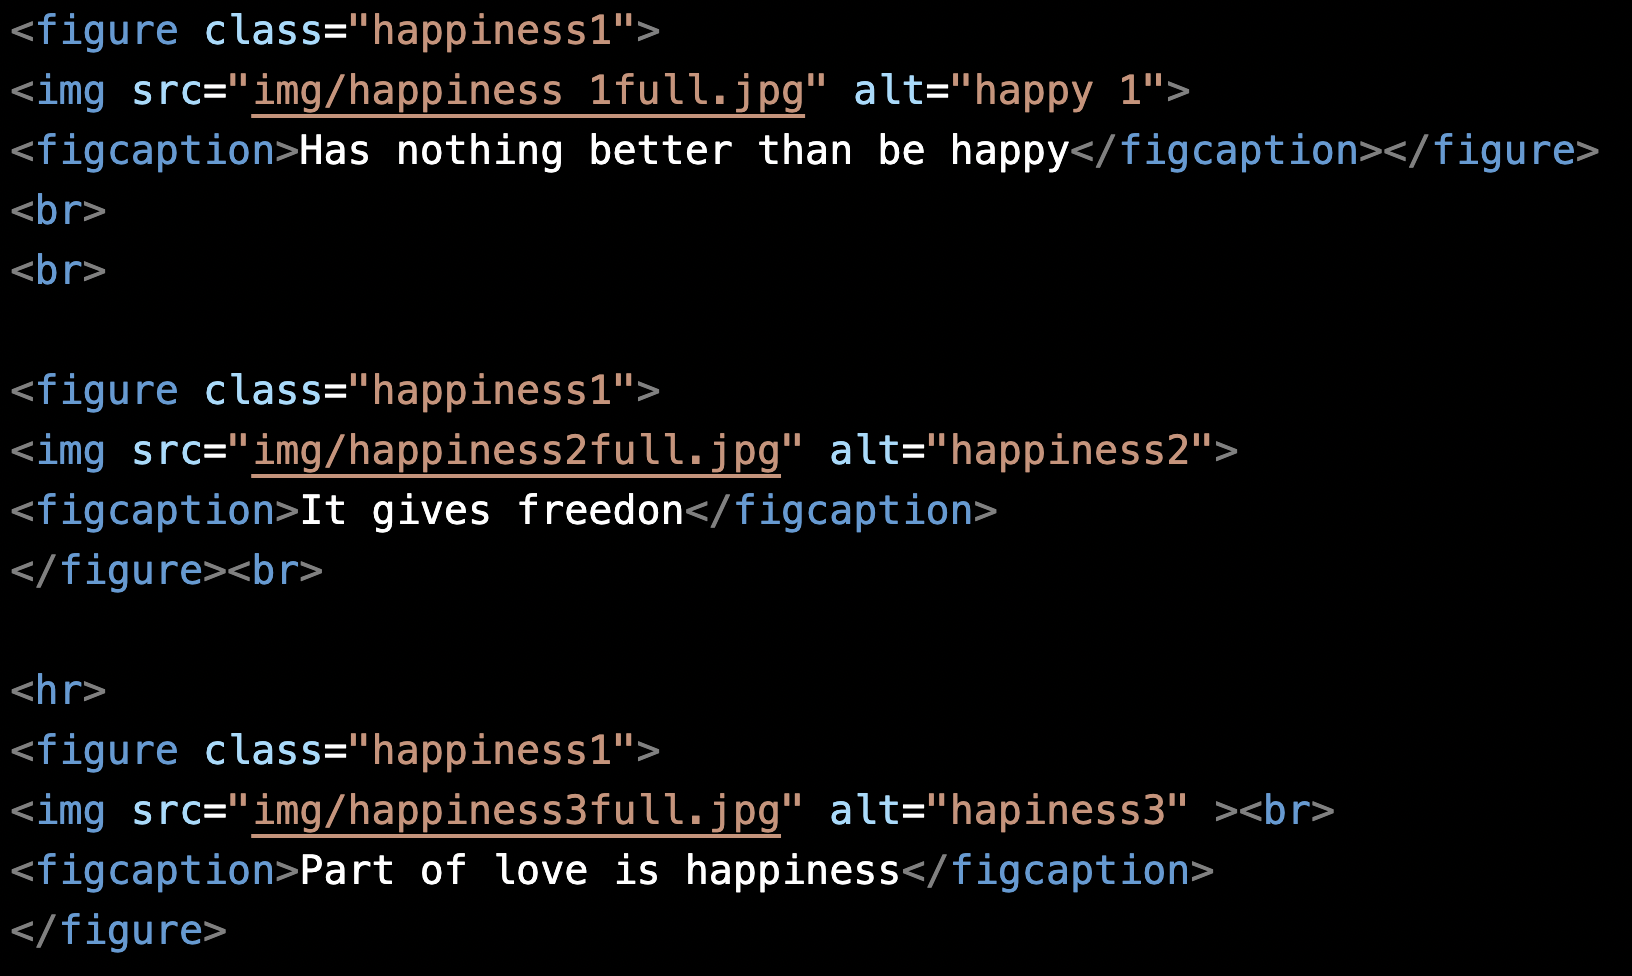 <figure class="happiness1">
<img src="img/happiness 1full.jpg" alt="happy 1">
<figcaption>Has nothing better than be happy</figcaption></figure>
<br>
<br>
<figure class="happiness1">
<img src="img/happiness2full.jpg" alt="happiness2">
<figcaption>It gives freedon</figcaption>
</figure><br>
<hr>
<figure class="happiness1">
<img src="img/happiness3full.jpg" alt="hapiness3" ><br>
<figcaption>Part of love is happiness</figcaption>
</figure>